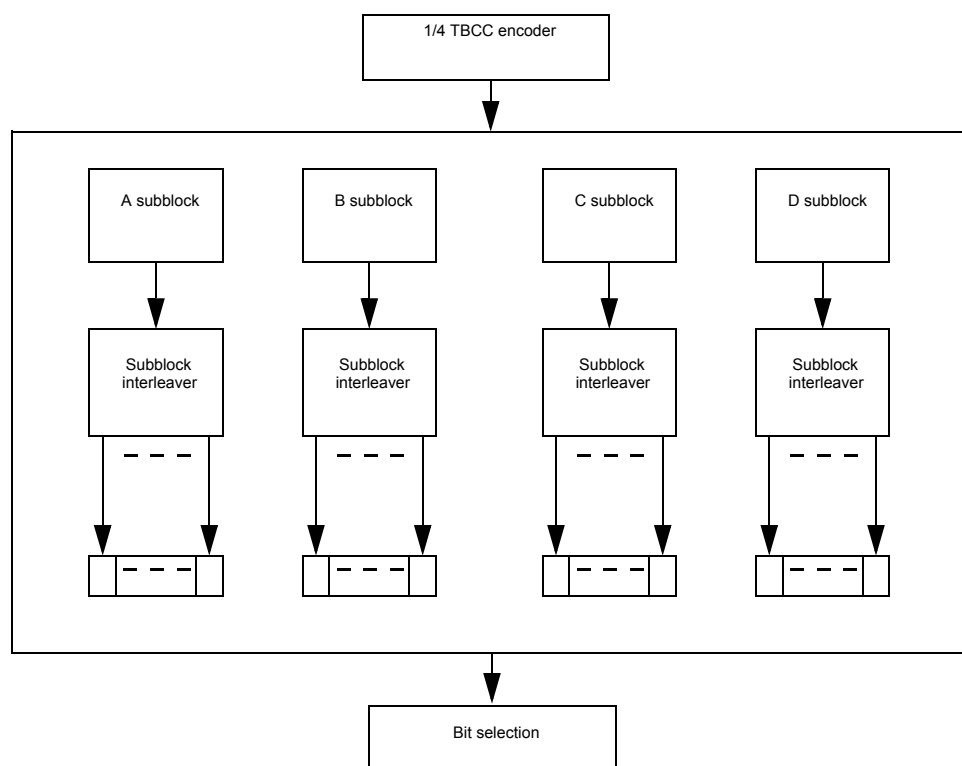 1/4 TBCC encoder
A subblock
B subblock
C subblock
D subblock
Subblock
interleaver
Subblock
interleaver
Subblock
interleaver
Subblock
interleaver
Bit selection